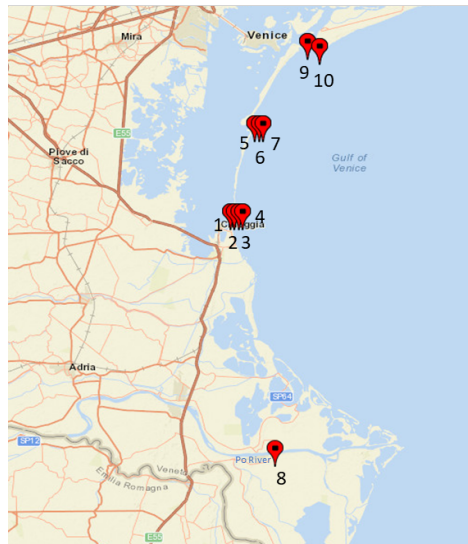 Mira
Venice
9
10
E55
5
7
6
Piove di
Sacco
Gulf of
Venice
1
4
2
3
Adria
SP64
SP12
Po River
Veneto
8
Emilia Romagna
E55